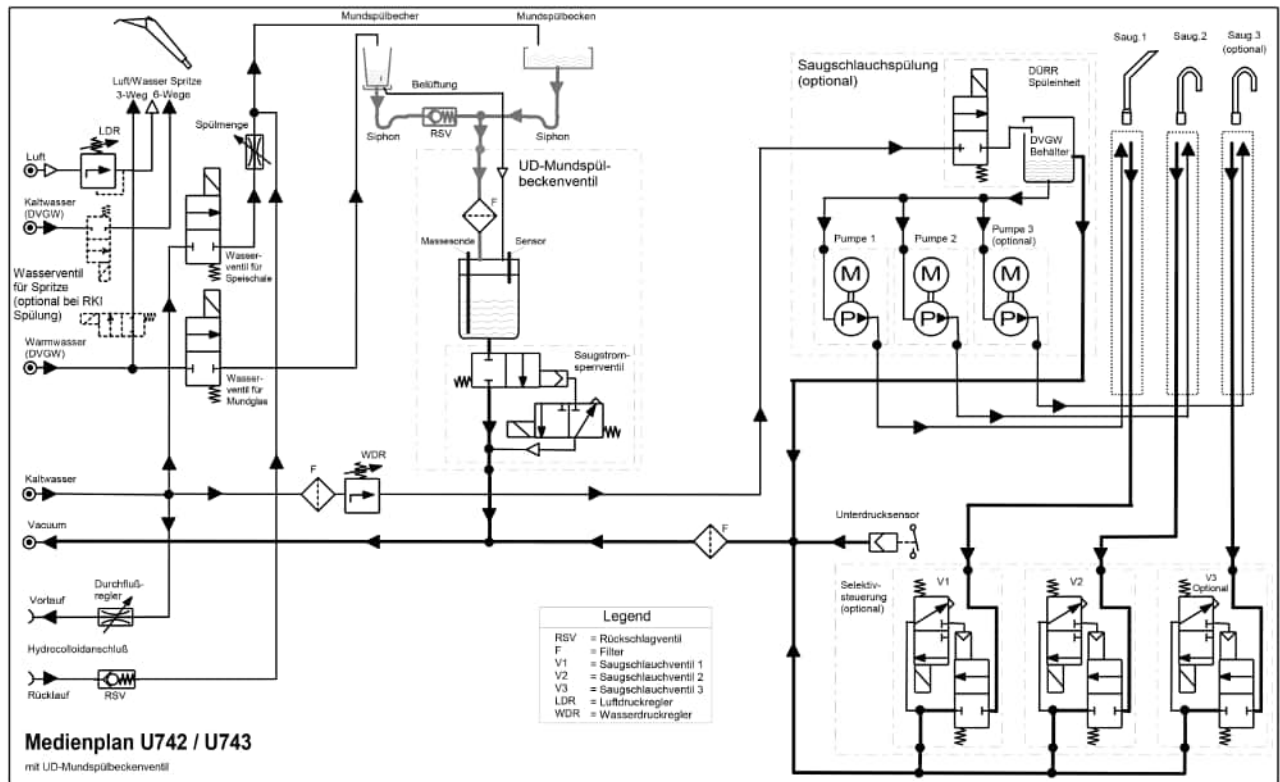 Mundspülbecher
Mundspülbecken
Luft/Wasser Spritze
3-Weg 6-Wege
LDR
Luft
Kaltwasser
(DVGW)
Wasserventil
für Spritze
(optional bei RKI
Spülung)
Warmwasser
(DVGW)
Spülmenge
Wasser-
ventil für
Speischale
Wasser-
ventil für
Mundglas
Belüftung
Siphon
RSV
Siphon
UD-Mundspül-
beckenventil
F
Massesonde
Sensor
Saugstrom-
sperrventil
Saugschlauchspülung
(optional)
DÜRR
Spüleinheit
DVGW
Behälter
Pumpe 1
Pumpe 2
Pumpe 3
(optional)
M
M
M
P
P
P
Saug.1
Saug.2
Saug.3
(optional)
Kaltwasser
F
WDR
Vacuum
F
Unterdrucksensor
Durchfluß-
regler
Vorlauf
Hydrocolloidanschluß
Rücklauf
RSV
Selektiv-
steuerung
(optional)
V1
V2
V3
Optional
Legend
RSV = Rückschlagventil
F = Filter
V1 = Saugschlauchventil 1
V2 = Saugschlauchventil 2
V3 = Saugschlauchventil 3
LDR = Luftdruckregler
WDR = Wasserdruckregler
Medienplan U742 / U743
mit UD-Mundspülbeckenventil